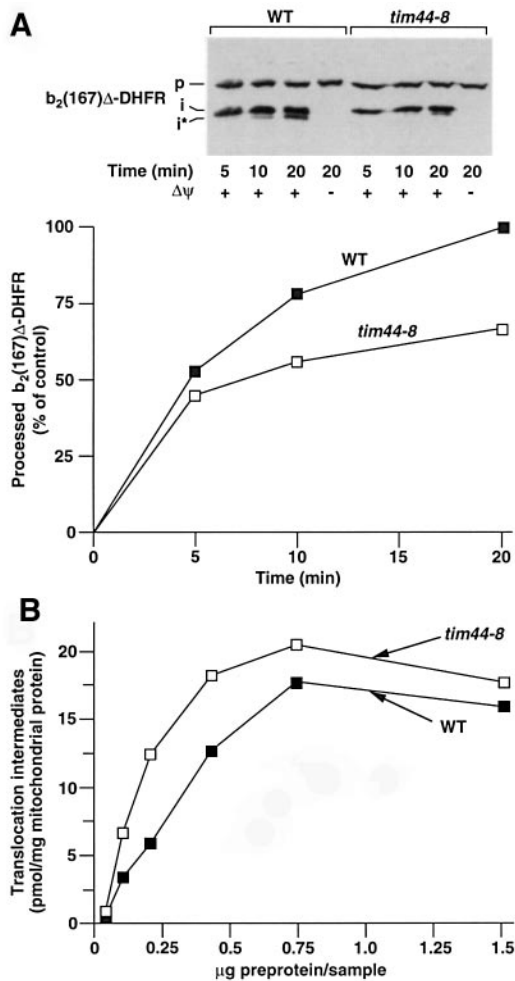 A
WT tim44-8
b₂(167)Δ-DHFR
p
i
i*
Time (min) 5 10 20 20 5 10 20 20
Δψ + + + - + + + -
100
75
50
25
0
Processed b₂(167)Δ-DHFR
(% of control)
WT
tim44-8
0 5 10 15 20
Time (min)
B
20
15
10
5
0
Translocation intermediates
(pmol/mg mitochondrial protein)
tim44-8
WT
0 0.25 0.5 0.75 1.0 1.25 1.5
μg preprotein/sample